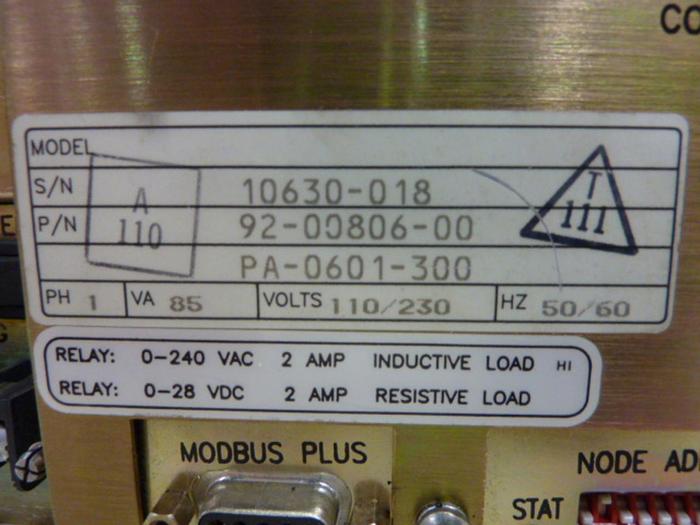 CO
MODEL
S/N 10630-018
P/N 92-00806-00
PA-0601-300
A
110
T
111
PH 1 VA 85 VOLTS 110/230 HZ 50/60
RELAY: 0-240 VAC 2 AMP INDUCTIVE LOAD HI
RELAY: 0-28 VDC 2 AMP RESISTIVE LOAD
E
G
MODBUS PLUS
NODE AD
STAT